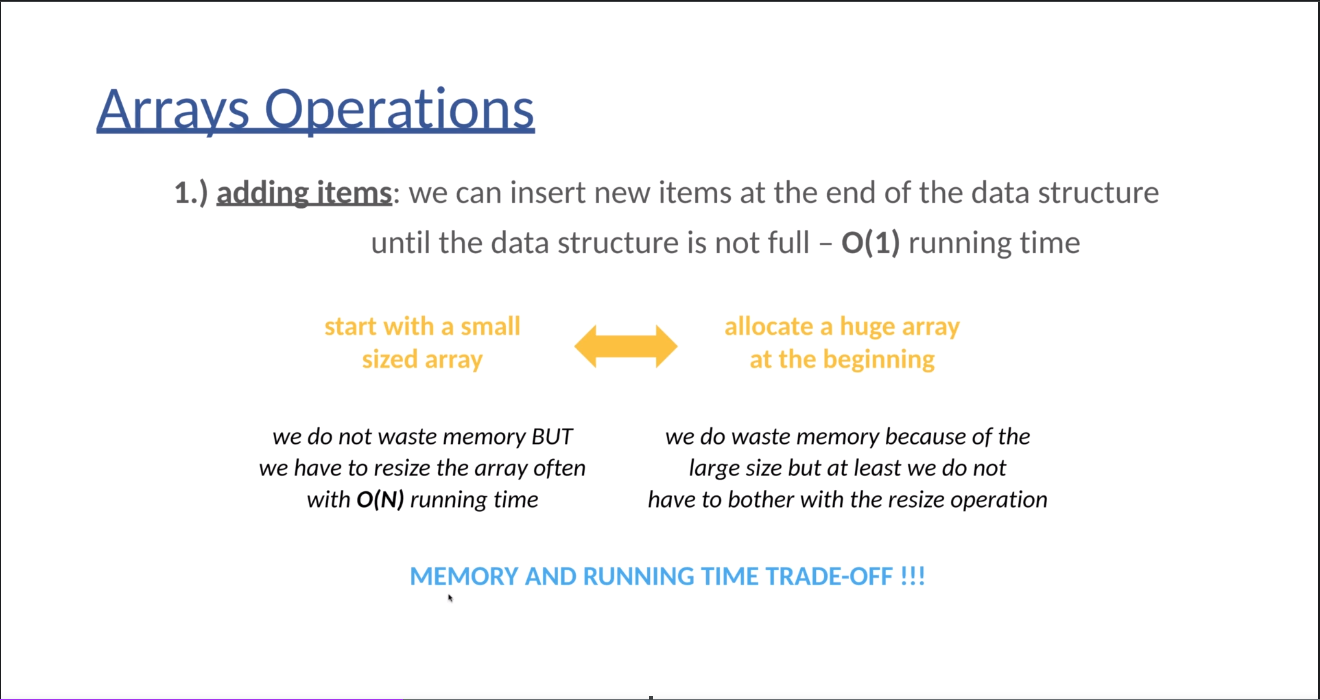 Arrays Operations
1.) adding items: we can insert new items at the end of the data structure
until the data structure is not full – O(1) running time
start with a small
sized array
allocate a huge array
at the beginning
we do not waste memory BUT
we have to resize the array often
with O(N) running time
we do waste memory because of the
large size but at least we do not
have to bother with the resize operation
MEMORY AND RUNNING TIME TRADE-OFF !!!